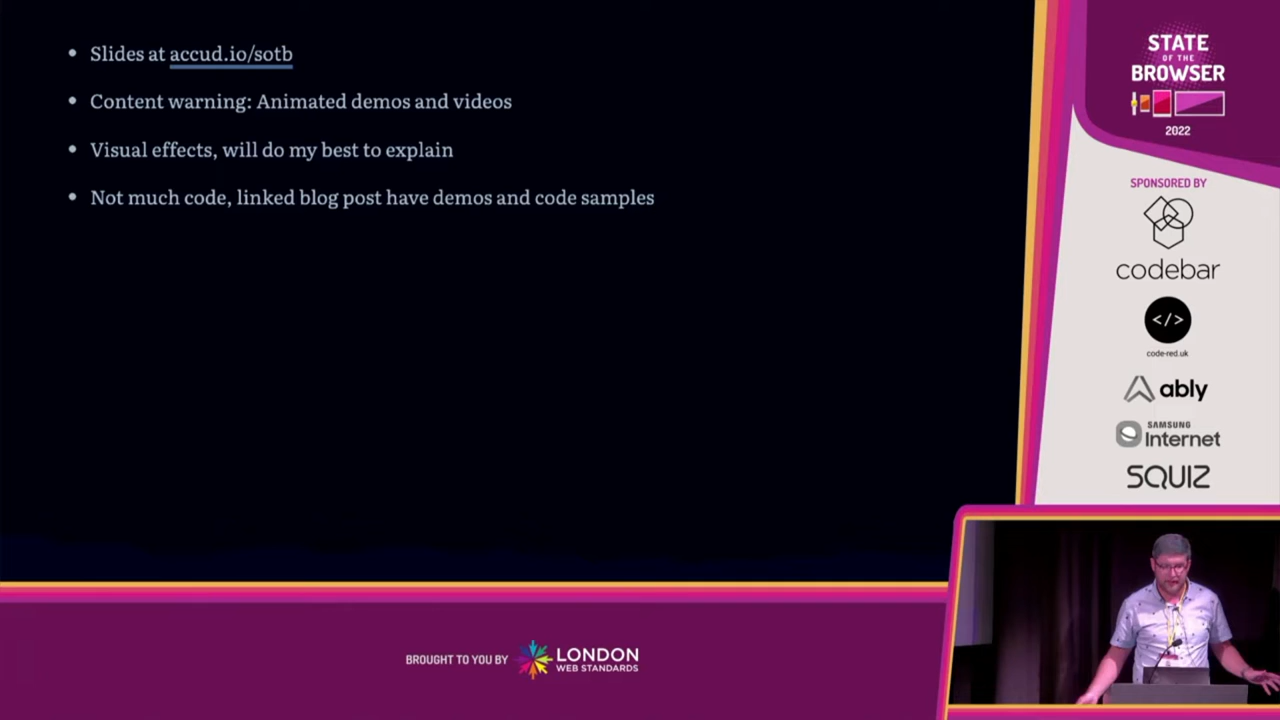 Slides at accud.io/sotb
Content warning: Animated demos and videos
Visual effects, will do my best to explain
Not much code, linked blog post have demos and code samples
STATE
OF THE
BROWSER
2022
SPONSORED BY
codebar
</>
code-red.uk
ably
SAMSUNG
Internet
SQUIZ
BROUGHT TO YOU BY
LONDON
WEB STANDARDS